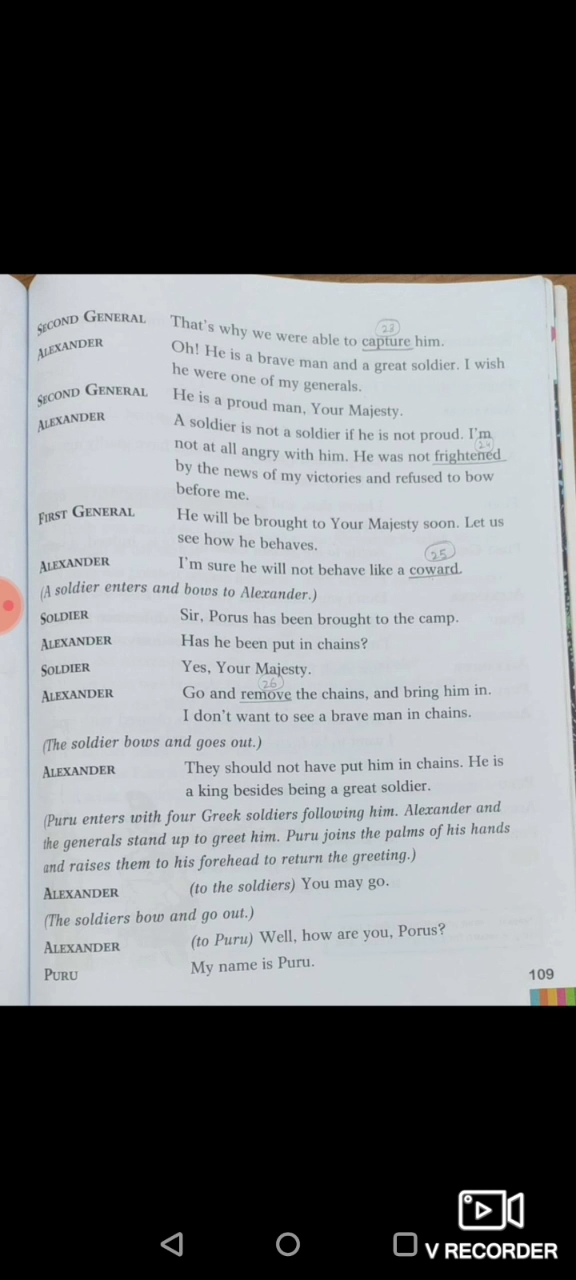 SECOND GENERAL That's why we were able to capture him.
23
ALEXANDER Oh! He is a brave man and a great soldier. I wish
he were one of my generals.
SECOND GENERAL He is a proud man, Your Majesty.
ALEXANDER A soldier is not a soldier if he is not proud. I'm
not at all angry with him. He was not frightened
24
by the news of my victories and refused to bow
before me.
FIRST GENERAL He will be brought to Your Majesty soon. Let us
see how he behaves.
25
ALEXANDER I'm sure he will not behave like a coward.
(A soldier enters and bows to Alexander.)
SOLDIER Sir, Porus has been brought to the camp.
ALEXANDER Has he been put in chains?
SOLDIER Yes, Your Majesty.
26
ALEXANDER Go and remove the chains, and bring him in.
I don't want to see a brave man in chains.
(The soldier bows and goes out.)
ALEXANDER They should not have put him in chains. He is
a king besides being a great soldier.
(Puru enters with four Greek soldiers following him. Alexander and
the generals stand up to greet him. Puru joins the palms of his hands
and raises them to his forehead to return the greeting.)
ALEXANDER (to the soldiers) You may go.
(The soldiers bow and go out.)
ALEXANDER (to Puru) Well, how are you, Porus?
PURU My name is Puru.
109
V RECORDER